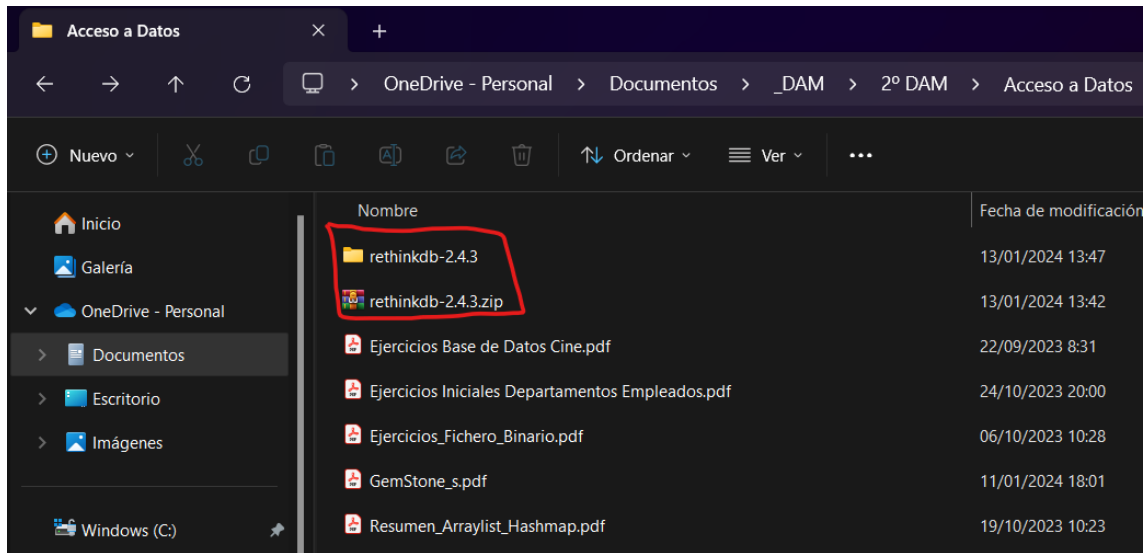 Acceso a Datos
OneDrive - Personal > Documentos > _DAM > 2º DAM > Acceso a Datos
Nuevo Ordenar Ver
Nombre Fecha de modificación
Inicio
Galería
OneDrive - Personal
Documentos
Escritorio
Imágenes
Windows (C:)
rethinkdb-2.4.3 13/01/2024 13:47
rethinkdb-2.4.3.zip 13/01/2024 13:42
Ejercicios Base de Datos Cine.pdf 22/09/2023 8:31
Ejercicios Iniciales Departamentos Empleados.pdf 24/10/2023 20:00
Ejercicios_Fichero_Binario.pdf 06/10/2023 10:28
GemStone_s.pdf 11/01/2024 18:01
Resumen_Arraylist_Hashmap.pdf 19/10/2023 10:23